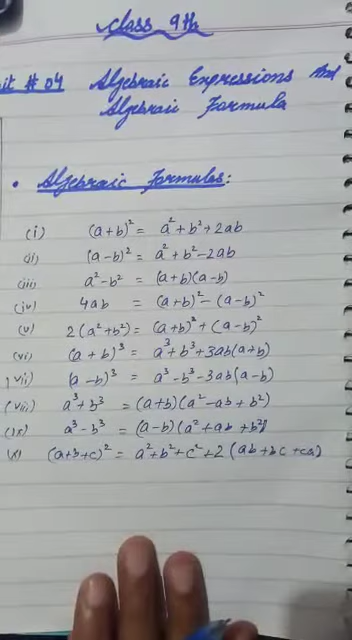 Class 9th
it # 04 Algebraic Expressions And
Algebraic Formula
• Algebraic Formulas:
(i) (a+b)² = a²+b²+2ab
(ii) (a-b)² = a²+b²-2ab
(iii) a²-b² = (a+b)(a-b)
(iv) 4ab = (a+b)²-(a-b)²
(v) 2(a²+b²) = (a+b)²+(a-b)²
(vi) (a+b)³ = a³+b³+3ab(a+b)
(vii) (a-b)³ = a³-b³-3ab(a-b)
(viii) a³+b³ = (a+b)(a²-ab+b²)
(ix) a³-b³ = (a-b)(a²+ab+b²)
(x) (a+b+c)² = a²+b²+c²+2(ab+bc+ca)